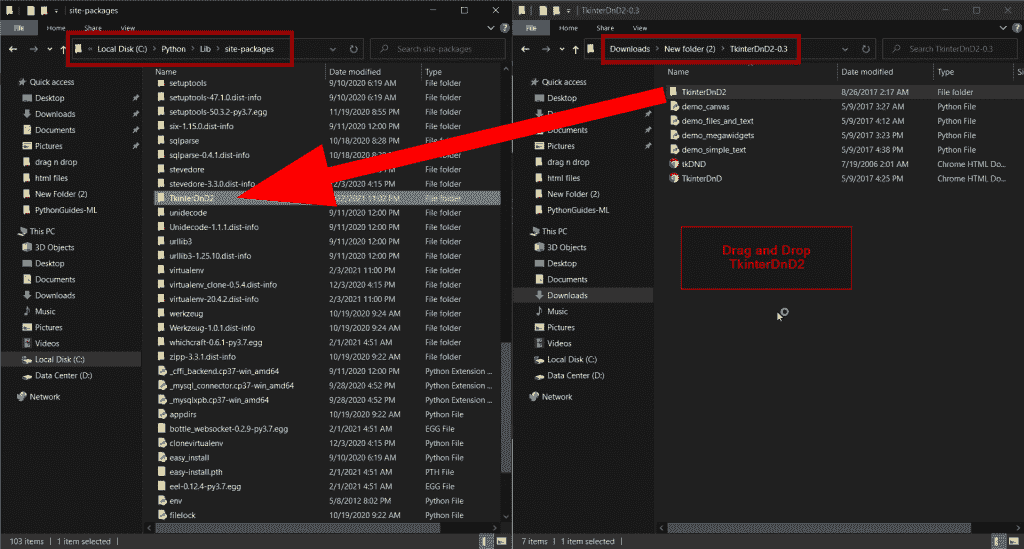 site-packages
File Home Share View
Local Disk (C:) Python Lib site-packages
Search site-packages
Quick access
Desktop
Downloads
Documents
Pictures
drag n drop
html files
New Folder (2)
PythonGuides-ML
This PC
3D Objects
Desktop
Documents
Downloads
Music
Pictures
Videos
Local Disk (C:)
Data Center (D:)
Network
Name Date modified Type
setuptools 9/10/2020 6:19 AM File folder
setuptools-47.1.0.dist-info 9/10/2020 6:19 AM File folder
setuptools-50.3.2-py3.7.egg 11/19/2020 8:55 PM File folder
six-1.15.0.dist-info 9/11/2020 12:00 PM File folder
sqlparse 10/18/2020 8:28 PM File folder
sqlparse-0.4.1.dist-info 10/18/2020 File folder
stevedore File folder
stevedore-3.3.0.dist-info /3/2020 4:15 PM File folder
TkinterDnD2 22/2021 11:02 PM File folder
unidecode 9/11/2020 12:00 PM File folder
Unidecode-1.1.1.dist-info 9/11/2020 12:00 PM File folder
urllib3 9/11/2020 12:00 PM File folder
urllib3-1.25.10.dist-info 9/11/2020 12:00 PM File folder
virtualenv 2/3/2021 11:00 PM File folder
virtualenv_clone-0.5.4.dist-info 12/3/2020 4:15 PM File folder
virtualenv-20.4.2.dist-info 2/3/2021 11:00 PM File folder
werkzeug 10/19/2020 9:24 AM File folder
Werkzeug-1.0.1.dist-info 10/19/2020 9:24 AM File folder
whichcraft-0.6.1-py3.7.egg 2/1/2021 4:51 AM File folder
zipp-3.3.1.dist-info 10/19/2020 9:22 AM File folder
_cffi_backend.cp37-win_amd64 9/11/2020 12:00 PM Python Extension ...
_mysql_connector.cp37-win_amd64 9/28/2020 4:52 PM Python Extension ...
_mysqlxpb.cp37-win_amd64 9/28/2020 4:52 PM Python Extension ...
appdirs 10/19/2020 9:22 AM Python File
bottle_websocket-0.2.9-py3.7.egg 2/1/2021 4:51 AM EGG File
clonevirtualenv 12/3/2020 4:15 PM Python File
easy_install 9/10/2020 6:19 AM Python File
easy-install.pth 2/1/2021 4:51 AM PTH File
eel-0.12.4-py3.7.egg 2/1/2021 4:51 AM EGG File
env 5/8/2012 8:02 PM Python File
filelock 10/19/2020 9:22 AM Python File
103 items 1 item selected
TkinterDnD2-0.3
File Home Share View
Downloads New folder (2) TkinterDnD2-0.3
Search TkinterDnD2-0.3
Quick access
Desktop
Downloads
Documents
Pictures
drag n drop
html files
New Folder (2)
PythonGuides-ML
This PC
3D Objects
Desktop
Documents
Downloads
Music
Pictures
Videos
Local Disk (C:)
Data Center (D:)
Network
Name Date modified Type
TkinterDnD2 8/26/2017 2:17 AM File folder
demo_canvas 5/9/2017 3:27 AM Python File
demo_files_and_text 5/9/2017 4:12 AM Python File
demo_megawidgets 5/9/2017 3:23 PM Python File
demo_simple_text 5/9/2017 4:38 PM Python File
tkDND 7/19/2006 2:01 AM Chrome HTML Do...
TkinterDnD 5/9/2017 4:25 PM Chrome HTML Do...
Drag and Drop
TkinterDnD2
7 items 1 item selected